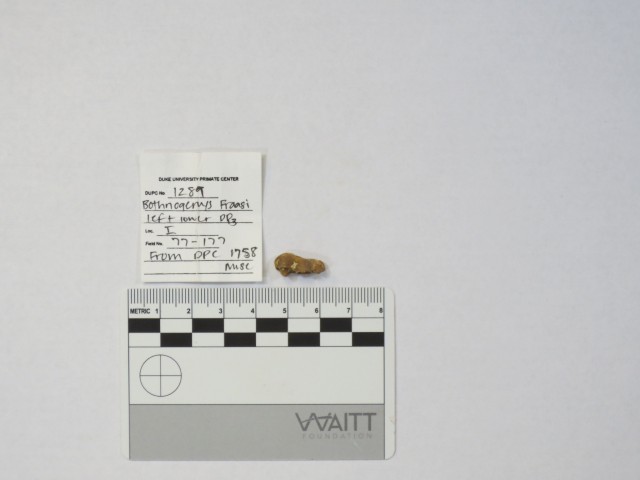 DUKE UNIVERSITY PRIMATE CENTER
DUPC No 1289
Bothriogenys Fraasi
left lower DP3
Loc. I
Field No. 77-177
From DPC 1758
Misc
METRIC 1 2 3 4 5 6 7 8
WAITT
FOUNDATION